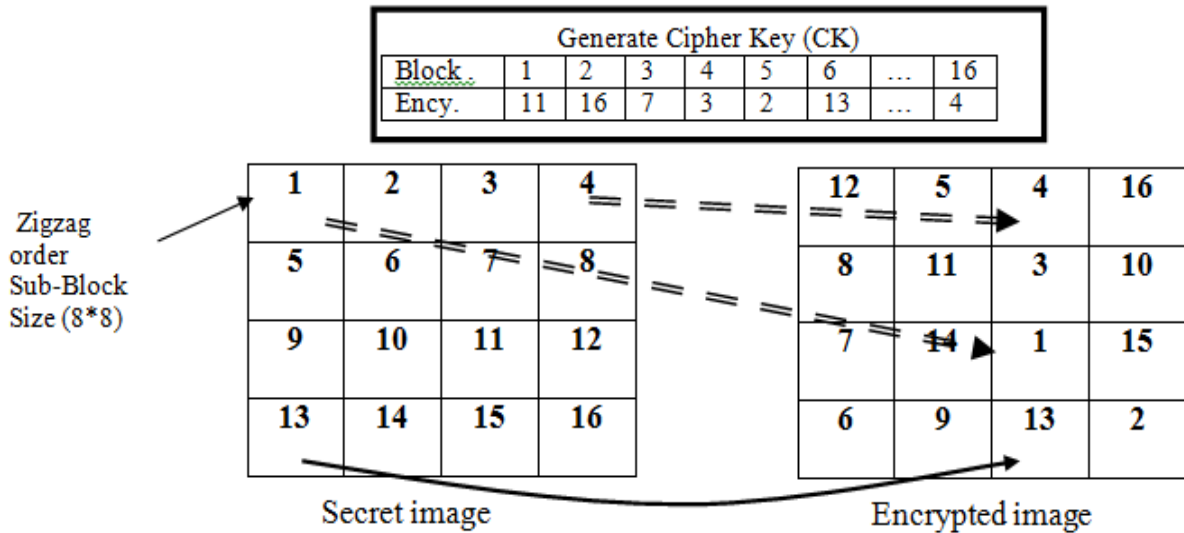 Generate Cipher Key (CK)
Block . 1 2 3 4 5 6 ... 16
Ency. 11 16 7 3 2 13 ... 4
1 2 3 4
5 6 7 8
9 10 11 12
13 14 15 16
Zigzag
order
Sub-Block
Size (8*8)
12 5 4 16
8 11 3 10
7 14 1 15
6 9 13 2
Secret image
Encrypted image